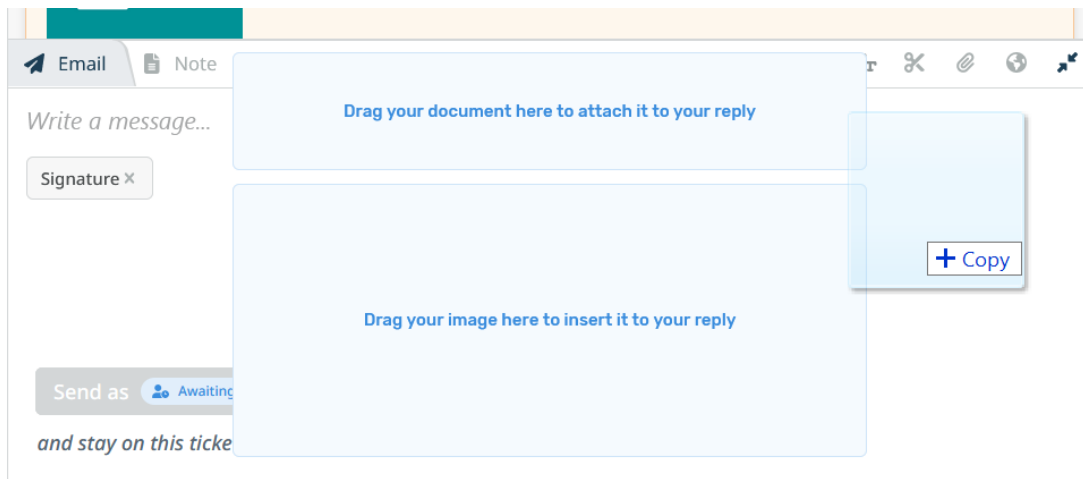 Email
Note
Write a message...
Drag your document here to attach it to your reply
Signature ×
+ Copy
Drag your image here to insert it to your reply
Send as Awaiting
and stay on this ticke